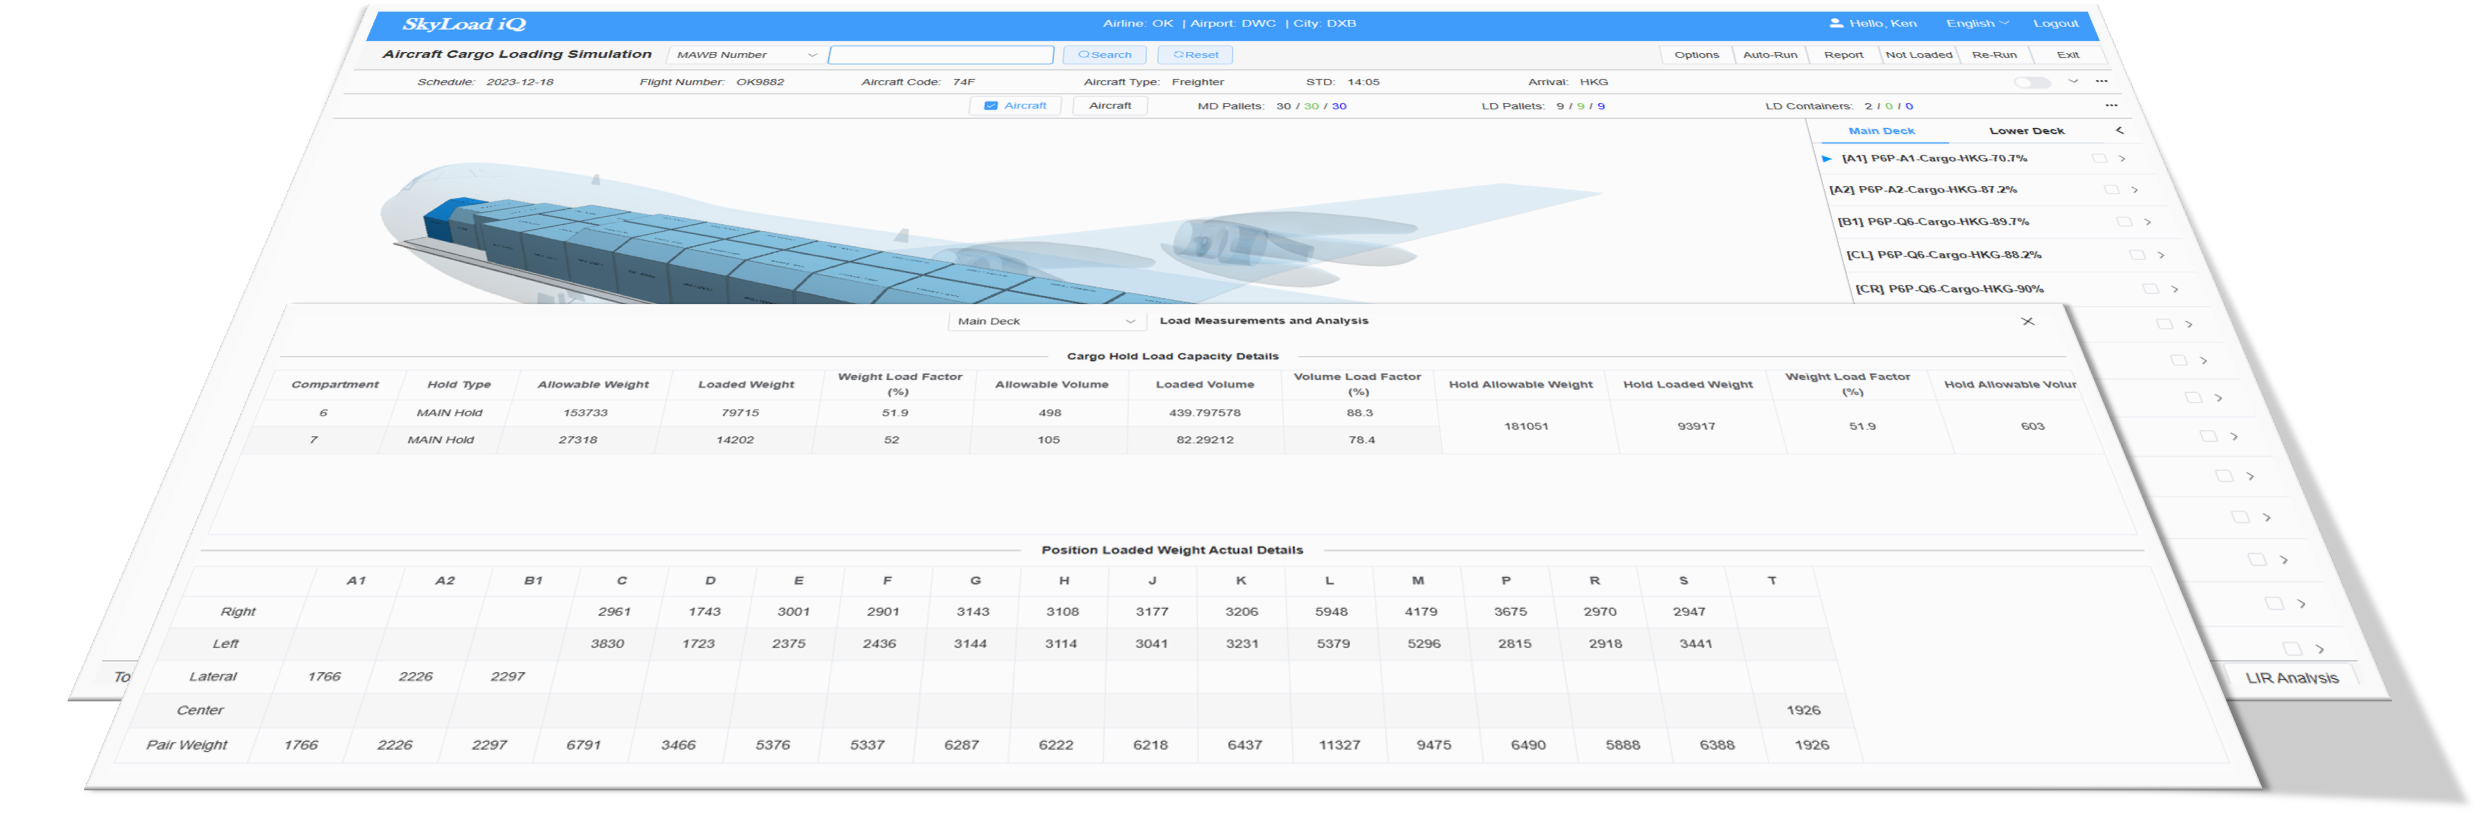 SkyLoad iQ Airline: OK | Airport: DWC | City: DXB Hello, Ken English Logout
Aircraft Cargo Loading Simulation MAWB Number Search Reset Options Auto-Run Report Not Loaded Re-Run Exit
Schedule: 2023-12-18 Flight Number: OK9882 Aircraft Code: 74F Aircraft Type: Freighter STD: 14:05 Arrival: HKG
Aircraft Aircraft MD Pallets: 30 / 30 / 30 LD Pallets: 9 / 9 / 9 LD Containers: 2 / 0 / 0
Main Deck Lower Deck
[A1] P6P-A1-Cargo-HKG-70.7%
[A2] P6P-A2-Cargo-HKG-87.2%
[B1] P6P-Q6-Cargo-HKG-89.7%
[CL] P6P-Q6-Cargo-HKG-88.2%
[CR] P6P-Q6-Cargo-HKG-90%
Main Deck Load Measurements and Analysis
Cargo Hold Load Capacity Details
Compartment Hold Type Allowable Weight Loaded Weight Weight Load Factor (%) Allowable Volume Loaded Volume Volume Load Factor (%) Hold Allowable Weight Hold Loaded Weight Weight Load Factor (%) Hold Allowable Volur
6 MAIN Hold 153733 79715 51.9 498 439.797578 88.3 181051 93917 51.9 603
7 MAIN Hold 27318 14202 52 105 82.29212 78.4
Position Loaded Weight Actual Details
A1 A2 B1 C D E F G H J K L M P R S T
Right 2961 1743 3001 2901 3143 3108 3177 3206 5948 4179 3675 2970 2947
Left 3830 1723 2375 2436 3144 3114 3041 3231 5379 5296 2815 2918 3441
Lateral 1766 2226 2297
Center 1926
Pair Weight 1766 2226 2297 6791 3466 5376 5337 6287 6222 6218 6437 11327 9475 6490 5888 6388 1926
To
LIR Analysis